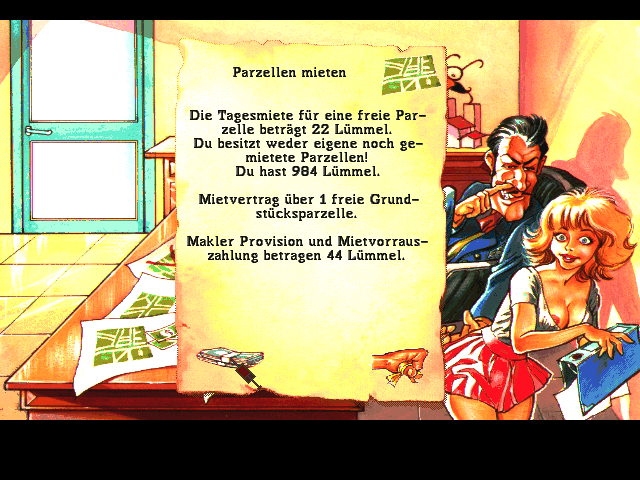 Parzellen mieten
Die Tagesmiete für eine freie Par-
zelle beträgt 22 Lümmel.
Du besitzt weder eigene noch ge-
mietete Parzellen!
Du hast 984 Lümmel.
Mietvertrag über 1 freie Grund-
stücksparzelle.
Makler Provision und Mietvorraus-
zahlung betragen 44 Lümmel.